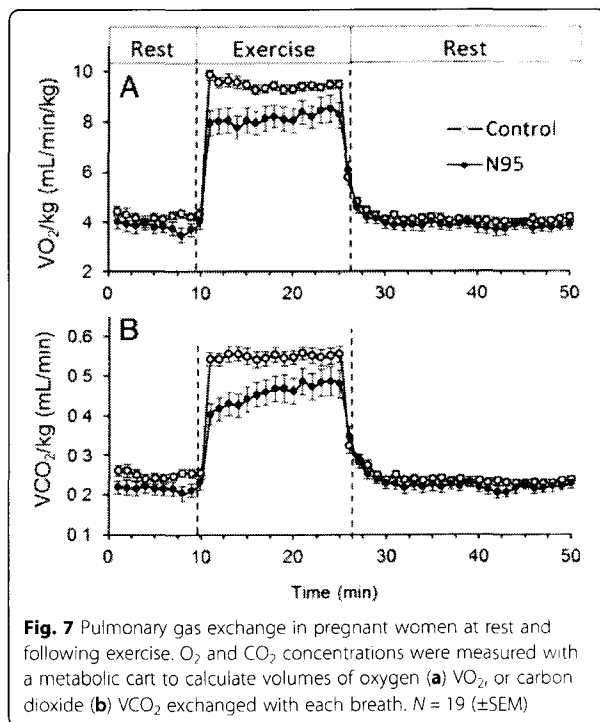 Rest Exercise Rest
A
VO2/kg (mL/min/kg)
10
8
6
4
2
Control
N95
0 10 20 30 40 50
B
VCO2/kg (mL/min)
0.6
0.5
0.4
0.3
0.2
0.1
0 10 20 30 40 50
Time (min)
Fig. 7 Pulmonary gas exchange in pregnant women at rest and
following exercise. O2 and CO2 concentrations were measured with
a metabolic cart to calculate volumes of oxygen (a) VO2, or carbon
dioxide (b) VCO2 exchanged with each breath. N = 19 (±SEM)